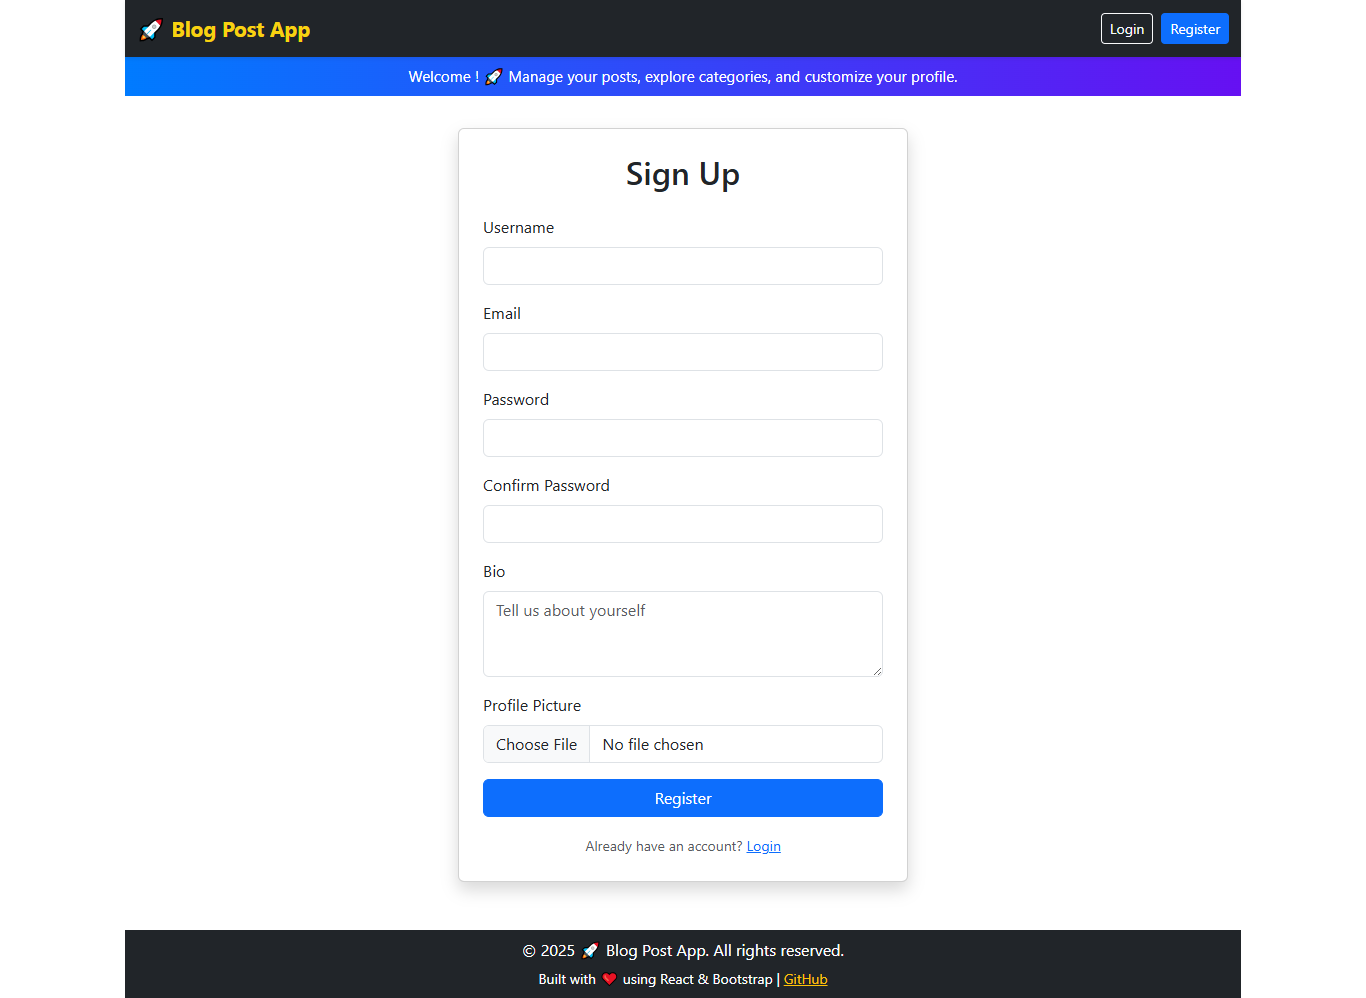 🚀 Blog Post App
Login
Register
Welcome ! 🚀 Manage your posts, explore categories, and customize your profile.
Sign Up
Username
Email
Password
Confirm Password
Bio
Tell us about yourself
Profile Picture
Choose File No file chosen
Register
Already have an account? Login
© 2025 🚀 Blog Post App. All rights reserved.
Built with ❤️ using React & Bootstrap | GitHub